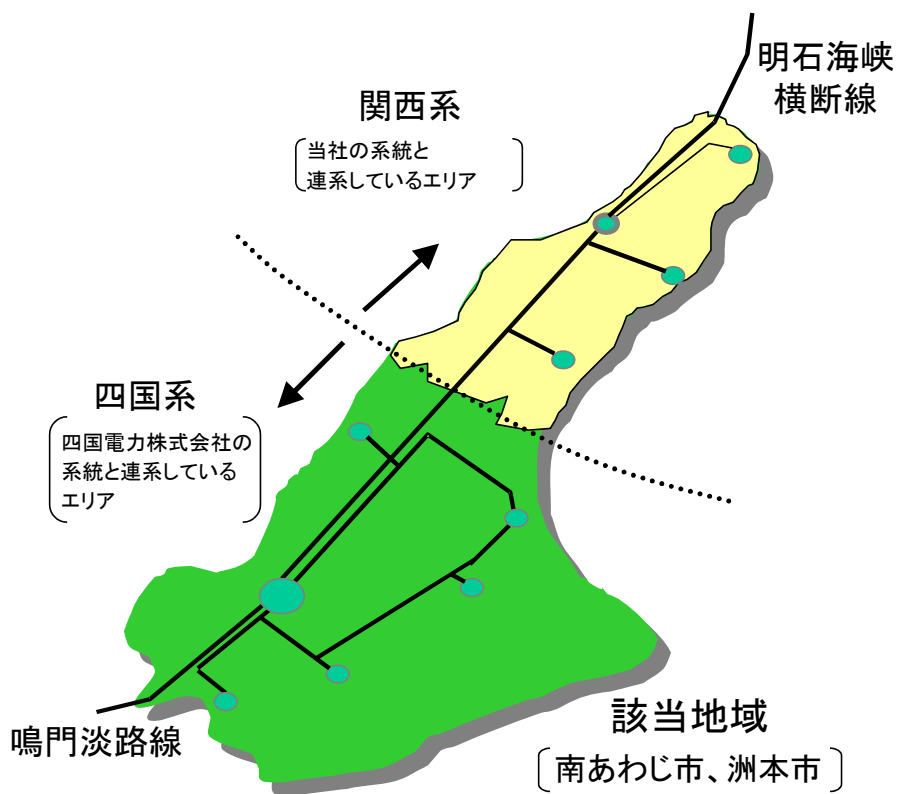 明石海峡
横断線
関西系
当社の系統と
連系しているエリア
四国系
四国電力株式会社の
系統と連系している
エリア
鳴門淡路線
該当地域
南あわじ市、洲本市